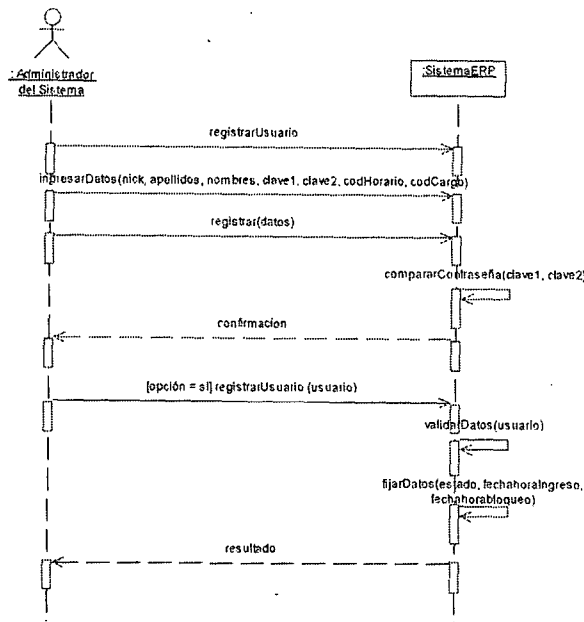 : Administrador
del Sistema
:SistemaERP
registrarUsuario
ingresarDatos(nick, apellidos, nombres, clave1, clave2, codHorario, codCargo)
registrar(datos)
compararContraseña(clave1, clave2)
confirmacion
[opción = si] registrarUsuario (usuario)
validarDatos(usuario)
fijarDatos(estado, fechahoraIngreso,
fechahorabloqueo)
resultado